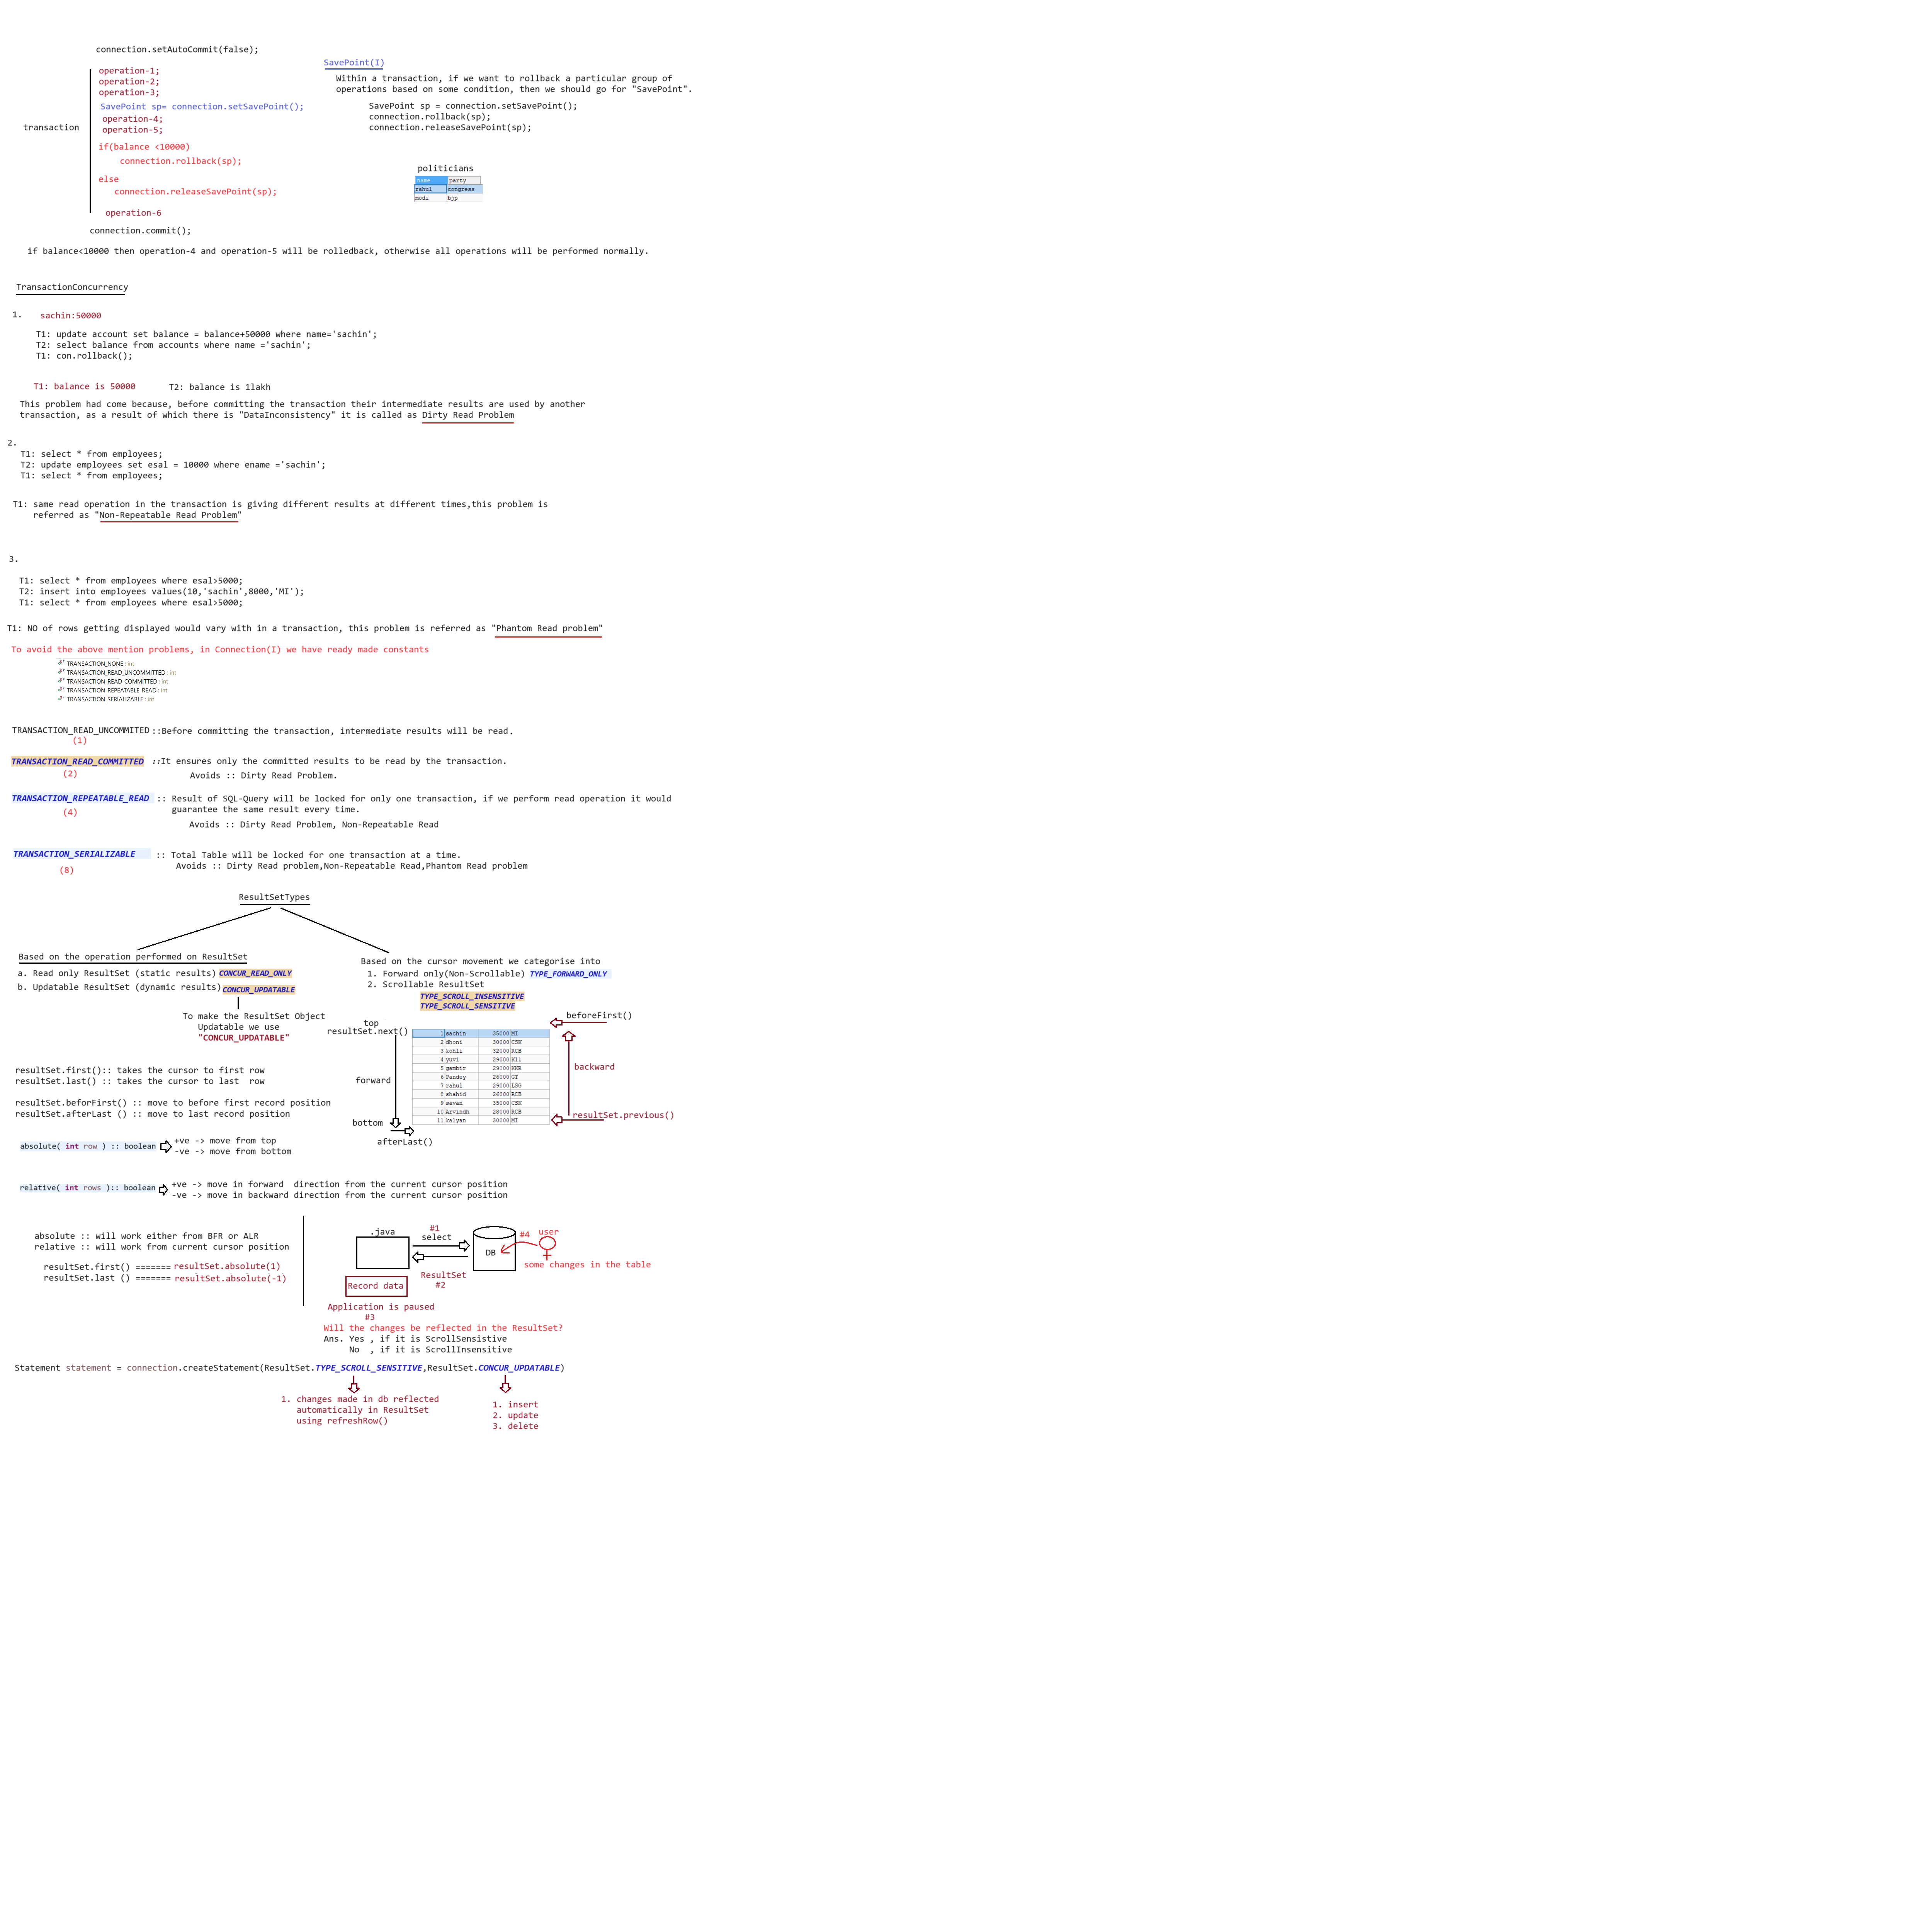 connection.setAutoCommit(false);
operation-1;
operation-2;
operation-3;
SavePoint sp= connection.setSavePoint();
operation-4;
operation-5;
transaction
if(balance <10000)
connection.rollback(sp);
else
connection.releaseSavePoint(sp);
operation-6
connection.commit();
SavePoint(I)
Within a transaction, if we want to rollback a particular group of
operations based on some condition, then we should go for "SavePoint".
SavePoint sp = connection.setSavePoint();
connection.rollback(sp);
connection.releaseSavePoint(sp);
politicians
name party
rahul congress
modi bjp
if balance<10000 then operation-4 and operation-5 will be rolledback, otherwise all operations will be performed normally.
TransactionConcurrency
1. sachin:50000
T1: update account set balance = balance+50000 where name='sachin';
T2: select balance from accounts where name ='sachin';
T1: con.rollback();
T1: balance is 50000 T2: balance is 1lakh
This problem had come because, before committing the transaction their intermediate results are used by another
transaction, as a result of which there is "DataInconsistency" it is called as Dirty Read Problem
2.
T1: select * from employees;
T2: update employees set esal = 10000 where ename ='sachin';
T1: select * from employees;
T1: same read operation in the transaction is giving different results at different times,this problem is
referred as "Non-Repeatable Read Problem"
3.
T1: select * from employees where esal>5000;
T2: insert into employees values(10,'sachin',8000,'MI');
T1: select * from employees where esal>5000;
T1: NO of rows getting displayed would vary with in a transaction, this problem is referred as "Phantom Read problem"
To avoid the above mention problems, in Connection(I) we have ready made constants
TRANSACTION_NONE : int
TRANSACTION_READ_UNCOMMITTED : int
TRANSACTION_READ_COMMITTED : int
TRANSACTION_REPEATABLE_READ : int
TRANSACTION_SERIALIZABLE : int
TRANSACTION_READ_UNCOMMITED ::Before committing the transaction, intermediate results will be read.
(1)
TRANSACTION_READ_COMMITTED ::It ensures only the committed results to be read by the transaction.
(2)
Avoids :: Dirty Read Problem.
TRANSACTION_REPEATABLE_READ :: Result of SQL-Query will be locked for only one transaction, if we perform read operation it would
guarantee the same result every time.
(4)
Avoids :: Dirty Read Problem, Non-Repeatable Read
TRANSACTION_SERIALIZABLE :: Total Table will be locked for one transaction at a time.
Avoids :: Dirty Read problem,Non-Repeatable Read,Phantom Read problem
(8)
ResultSetTypes
Based on the operation performed on ResultSet
a. Read only ResultSet (static results) CONCUR_READ_ONLY
b. Updatable ResultSet (dynamic results) CONCUR_UPDATABLE
To make the ResultSet Object
Updatable we use
"CONCUR_UPDATABLE"
Based on the cursor movement we categorise into
1. Forward only(Non-Scrollable) TYPE_FORWARD_ONLY
2. Scrollable ResultSet
TYPE_SCROLL_INSENSITIVE
TYPE_SCROLL_SENSITIVE
beforeFirst()
top
resultSet.next()
1 sachin 35000 MI
2 dhoni 30000 CSK
3 kohli 32000 RCB
4 yuvi 29000 K11
5 gambir 29000 KKR
6 Pandey 26000 GT
7 rahul 29000 LSG
8 shahid 26000 RCB
9 savan 35000 CSK
10 Arvindh 28000 RCB
11 kalyan 30000 MI
backward
forward
resultSet.previous()
bottom
afterLast()
resultSet.first():: takes the cursor to first row
resultSet.last() :: takes the cursor to last  row
resultSet.beforFirst() :: move to before first record position
resultSet.afterLast () :: move to last record position
absolute( int row ) :: boolean
+ve -> move from top
-ve -> move from bottom
relative( int rows ):: boolean
+ve -> move in forward  direction from the current cursor position
-ve -> move in backward direction from the current cursor position
absolute :: will work either from BFR or ALR
relative :: will work from current cursor position
resultSet.first() ======= resultSet.absolute(1)
resultSet.last () ======= resultSet.absolute(-1)
.java
#1
select
DB
#4
user
some changes in the table
ResultSet
#2
Record data
Application is paused
#3
Will the changes be reflected in the ResultSet?
Ans. Yes , if it is ScrollSensistive
No  , if it is ScrollInsensitive
Statement statement = connection.createStatement(ResultSet.TYPE_SCROLL_SENSITIVE,ResultSet.CONCUR_UPDATABLE)
1. changes made in db reflected
automatically in ResultSet
using refreshRow()
1. insert
2. update
3. delete